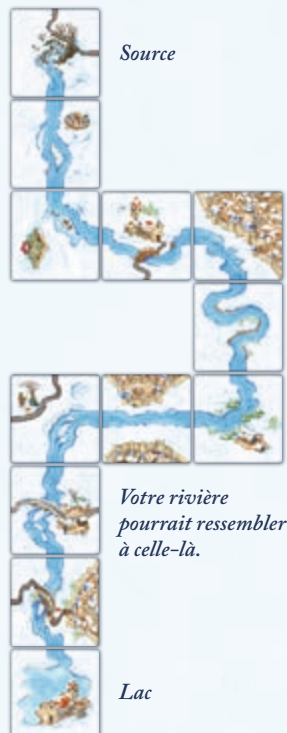 Source
Votre rivière
pourrait ressembler
à celle-là.
Lac